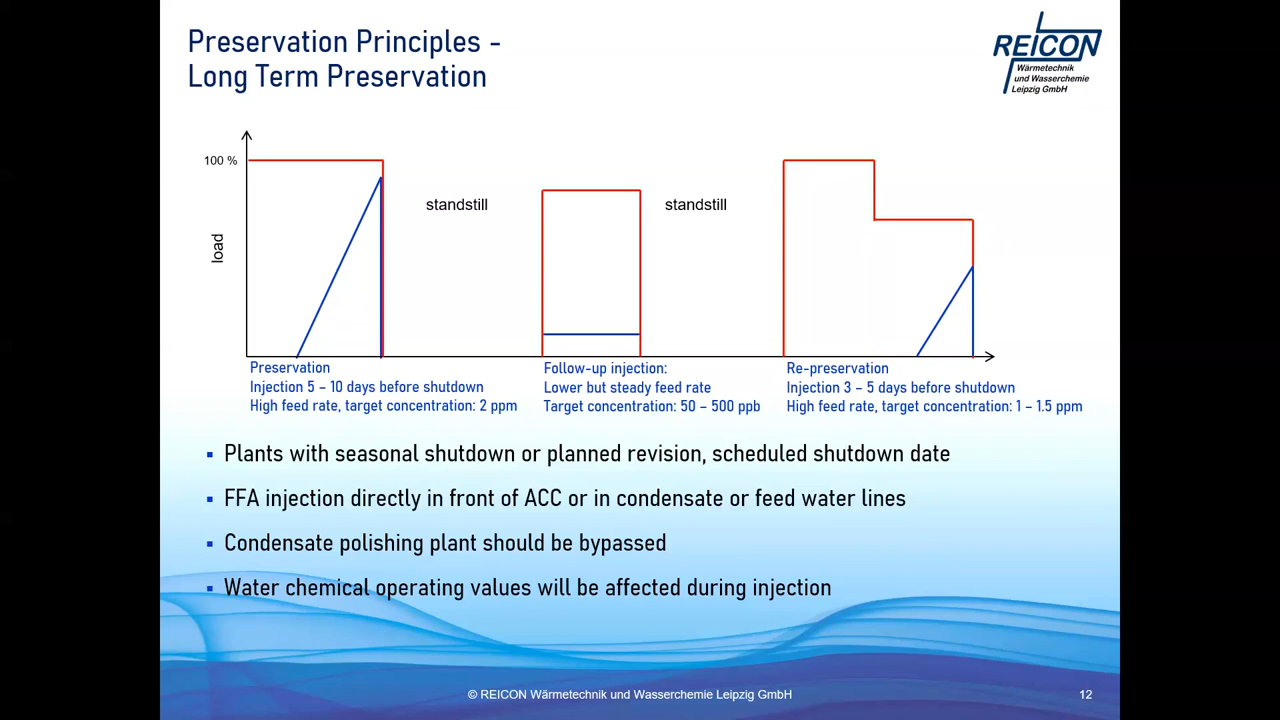 Preservation Principles -
Long Term Preservation
REICON
Wärmetechnik
und Wasserchemie
Leipzig GmbH
100 %
load
standstill
standstill
Preservation
Injection 5 – 10 days before shutdown
High feed rate, target concentration: 2 ppm
Follow-up injection:
Lower but steady feed rate
Target concentration: 50 – 500 ppb
Re-preservation
Injection 3 – 5 days before shutdown
High feed rate, target concentration: 1 – 1.5 ppm
▪ Plants with seasonal shutdown or planned revision, scheduled shutdown date
▪ FFA injection directly in front of ACC or in condensate or feed water lines
▪ Condensate polishing plant should be bypassed
▪ Water chemical operating values will be affected during injection
© REICON Wärmetechnik und Wasserchemie Leipzig GmbH
12